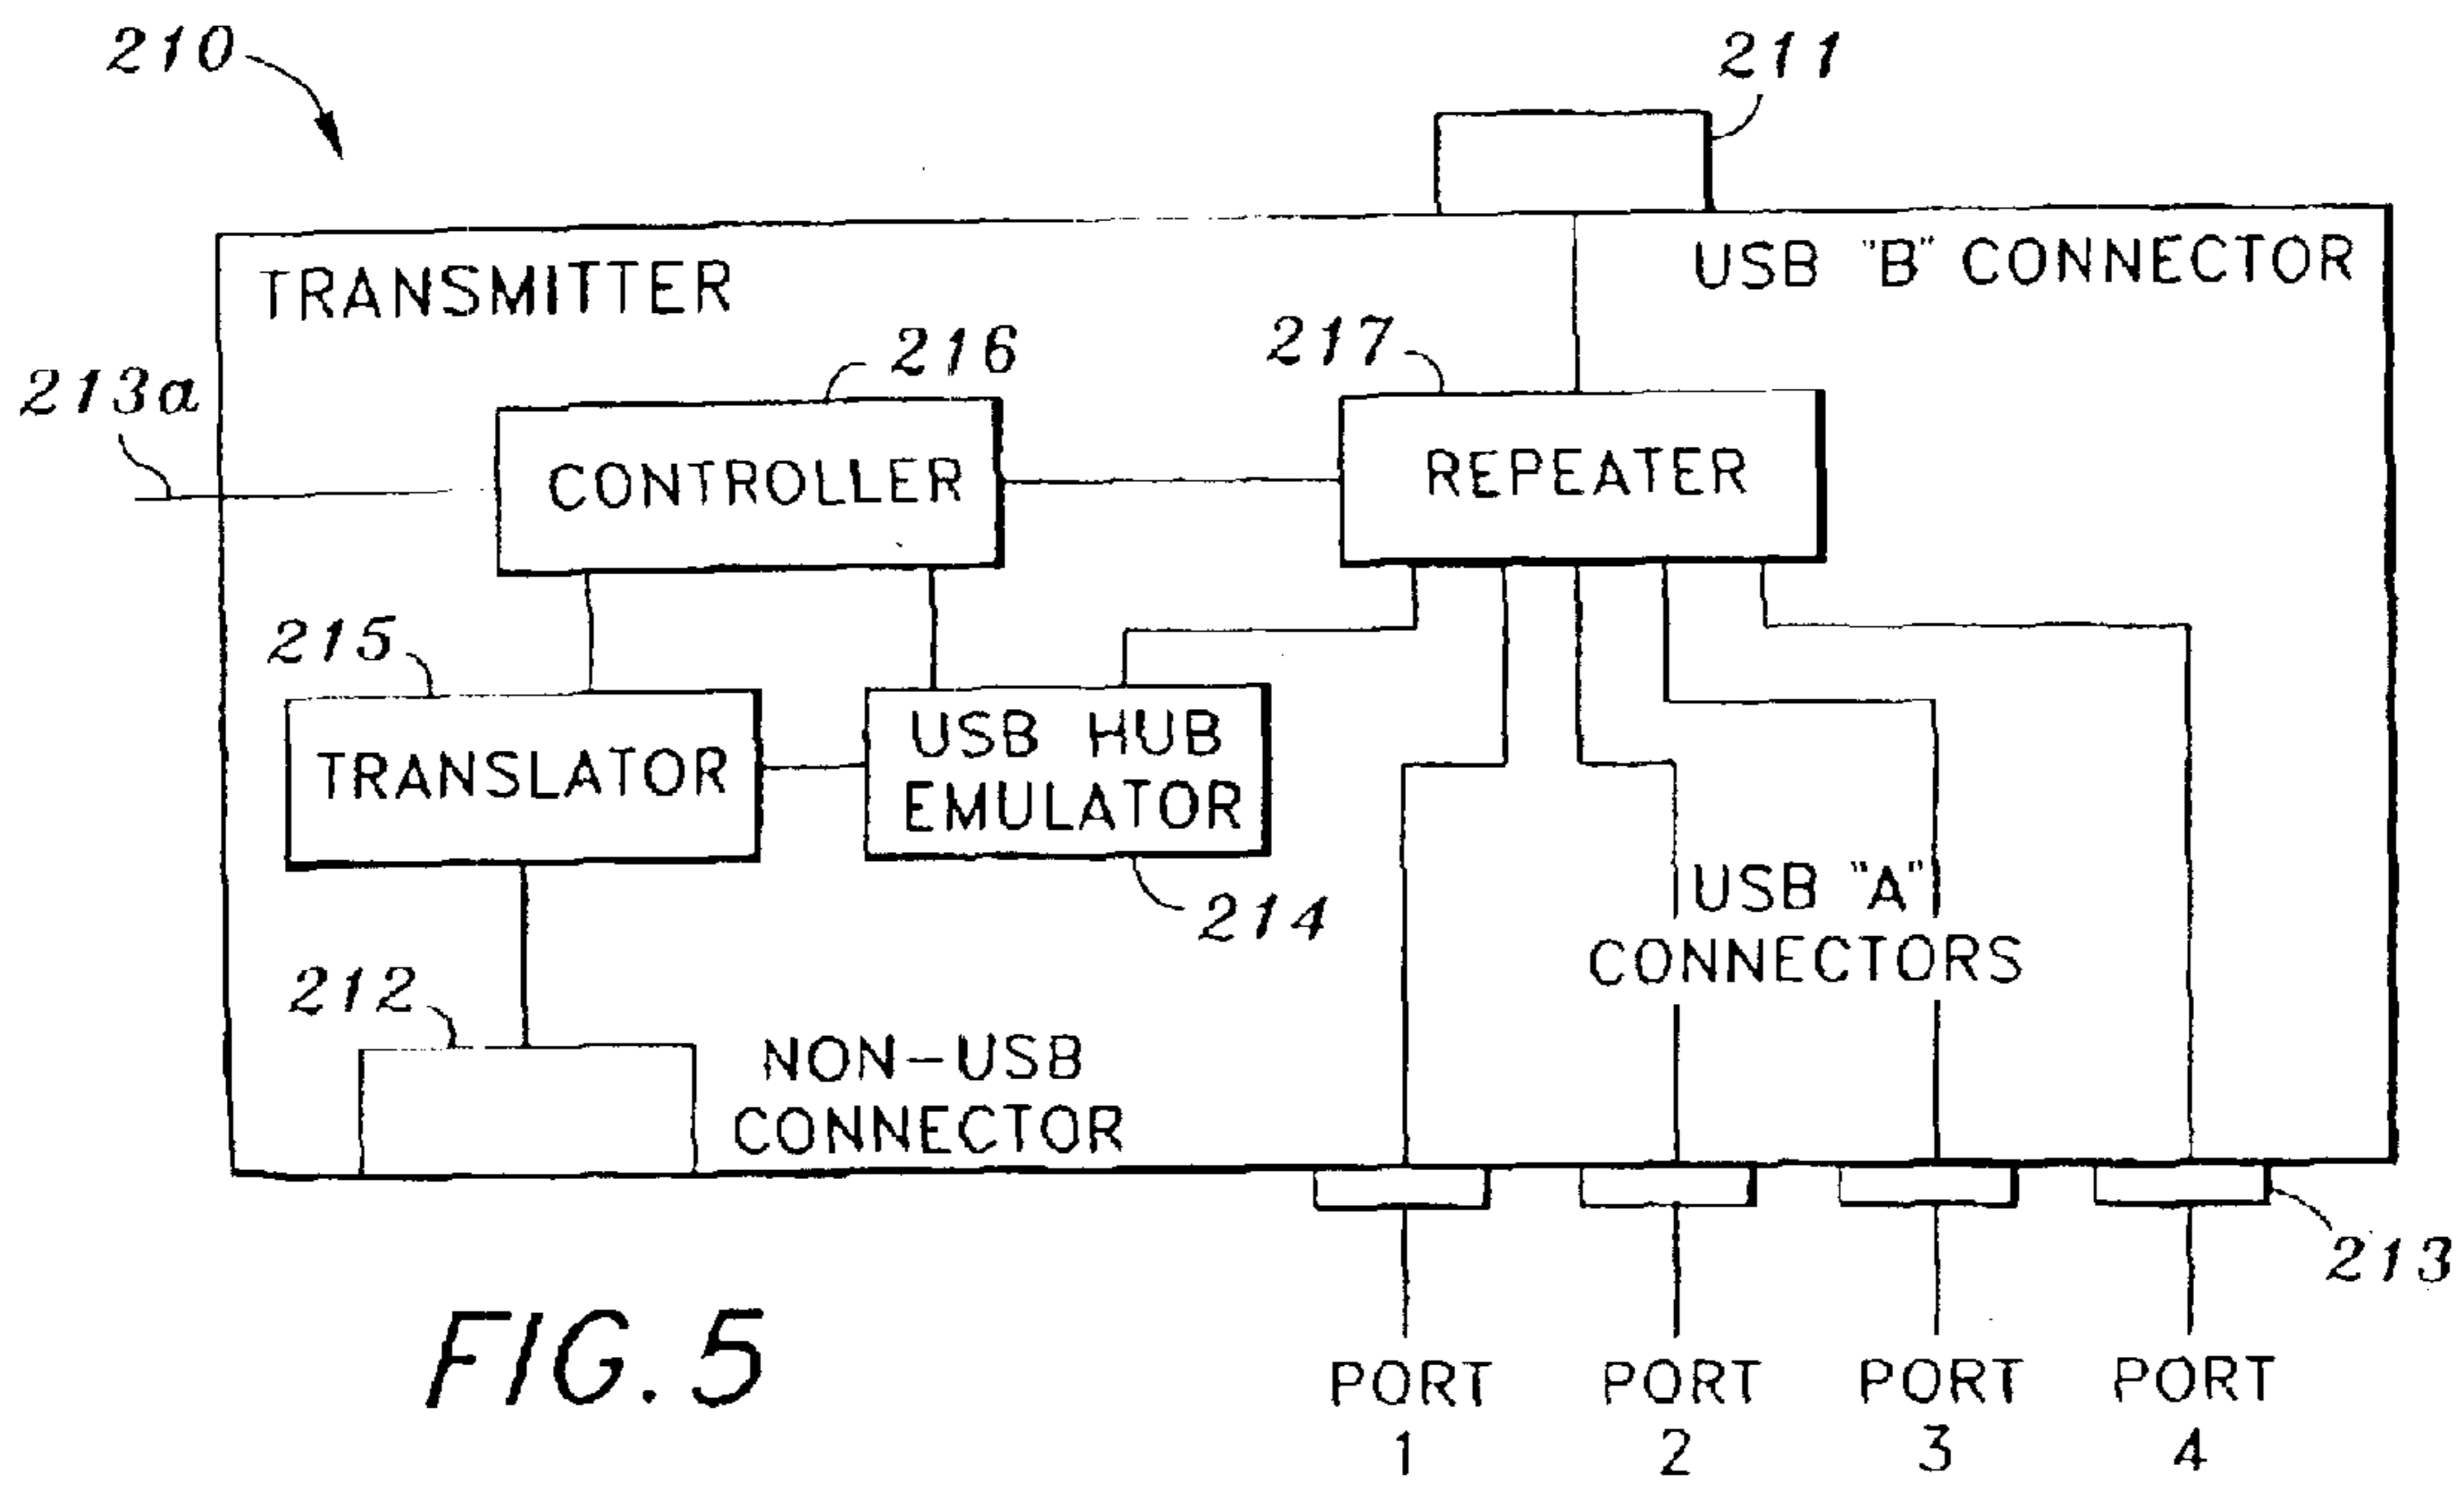 210
211
TRANSMITTER
USB "B" CONNECTOR
213a
216
217
CONTROLLER
REPEATER
215
TRANSLATOR
USB HUB
EMULATOR
214
USB "A"
CONNECTORS
212
NON-USB
CONNECTOR
213
PORT
1
PORT
2
PORT
3
PORT
4
FIG. 5